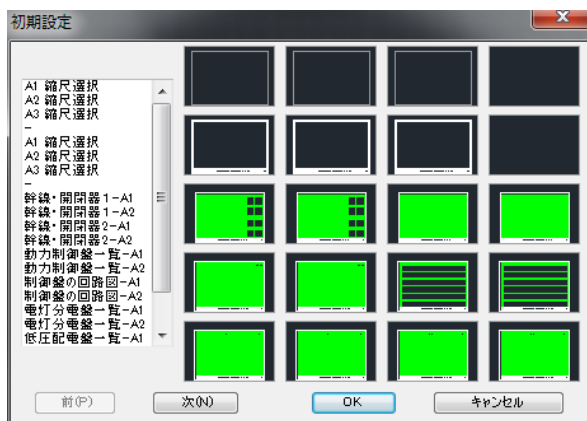 初期設定
A1 縮尺選択
A2 縮尺選択
A3 縮尺選択
-
A1 縮尺選択
A2 縮尺選択
A3 縮尺選択
-
幹線・開閉器1-A1
幹線・開閉器1-A2
幹線・開閉器2-A1
幹線・開閉器2-A2
動力制御盤一覧-A1
動力制御盤一覧-A2
制御盤の回路図-A1
制御盤の回路図-A2
電灯分電盤一覧-A1
電灯分電盤一覧-A2
低圧配電盤一覧-A1
前(P)
次(N)
OK
キャンセル